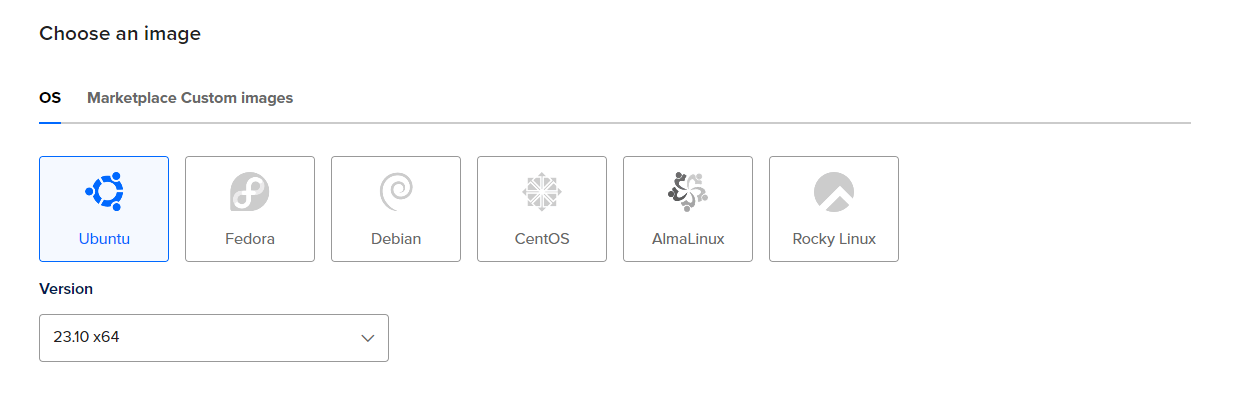 Choose an image
OS Marketplace Custom images
Ubuntu Fedora Debian CentOS AlmaLinux Rocky Linux
Version
23.10 x64